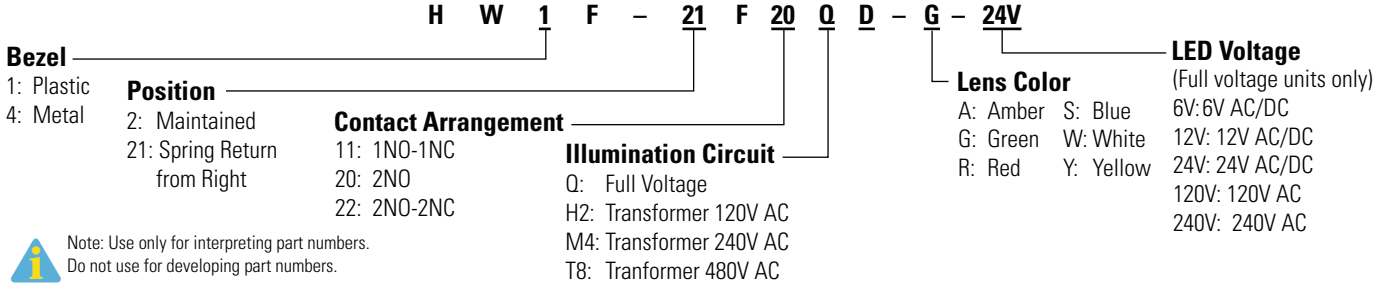 H W 1 F – 21 F 20 Q D – G – 24V
Bezel
1: Plastic
4: Metal
Position
2: Maintained
21: Spring Return
from Right
Contact Arrangement
11: 1NO-1NC
20: 2NO
22: 2NO-2NC
Illumination Circuit
Q: Full Voltage
H2: Transformer 120V AC
M4: Transformer 240V AC
T8: Tranformer 480V AC
Lens Color
A: Amber S: Blue
G: Green W: White
R: Red Y: Yellow
LED Voltage
(Full voltage units only)
6V: 6V AC/DC
12V: 12V AC/DC
24V: 24V AC/DC
120V: 120V AC
240V: 240V AC
i
Note: Use only for interpreting part numbers.
Do not use for developing part numbers.